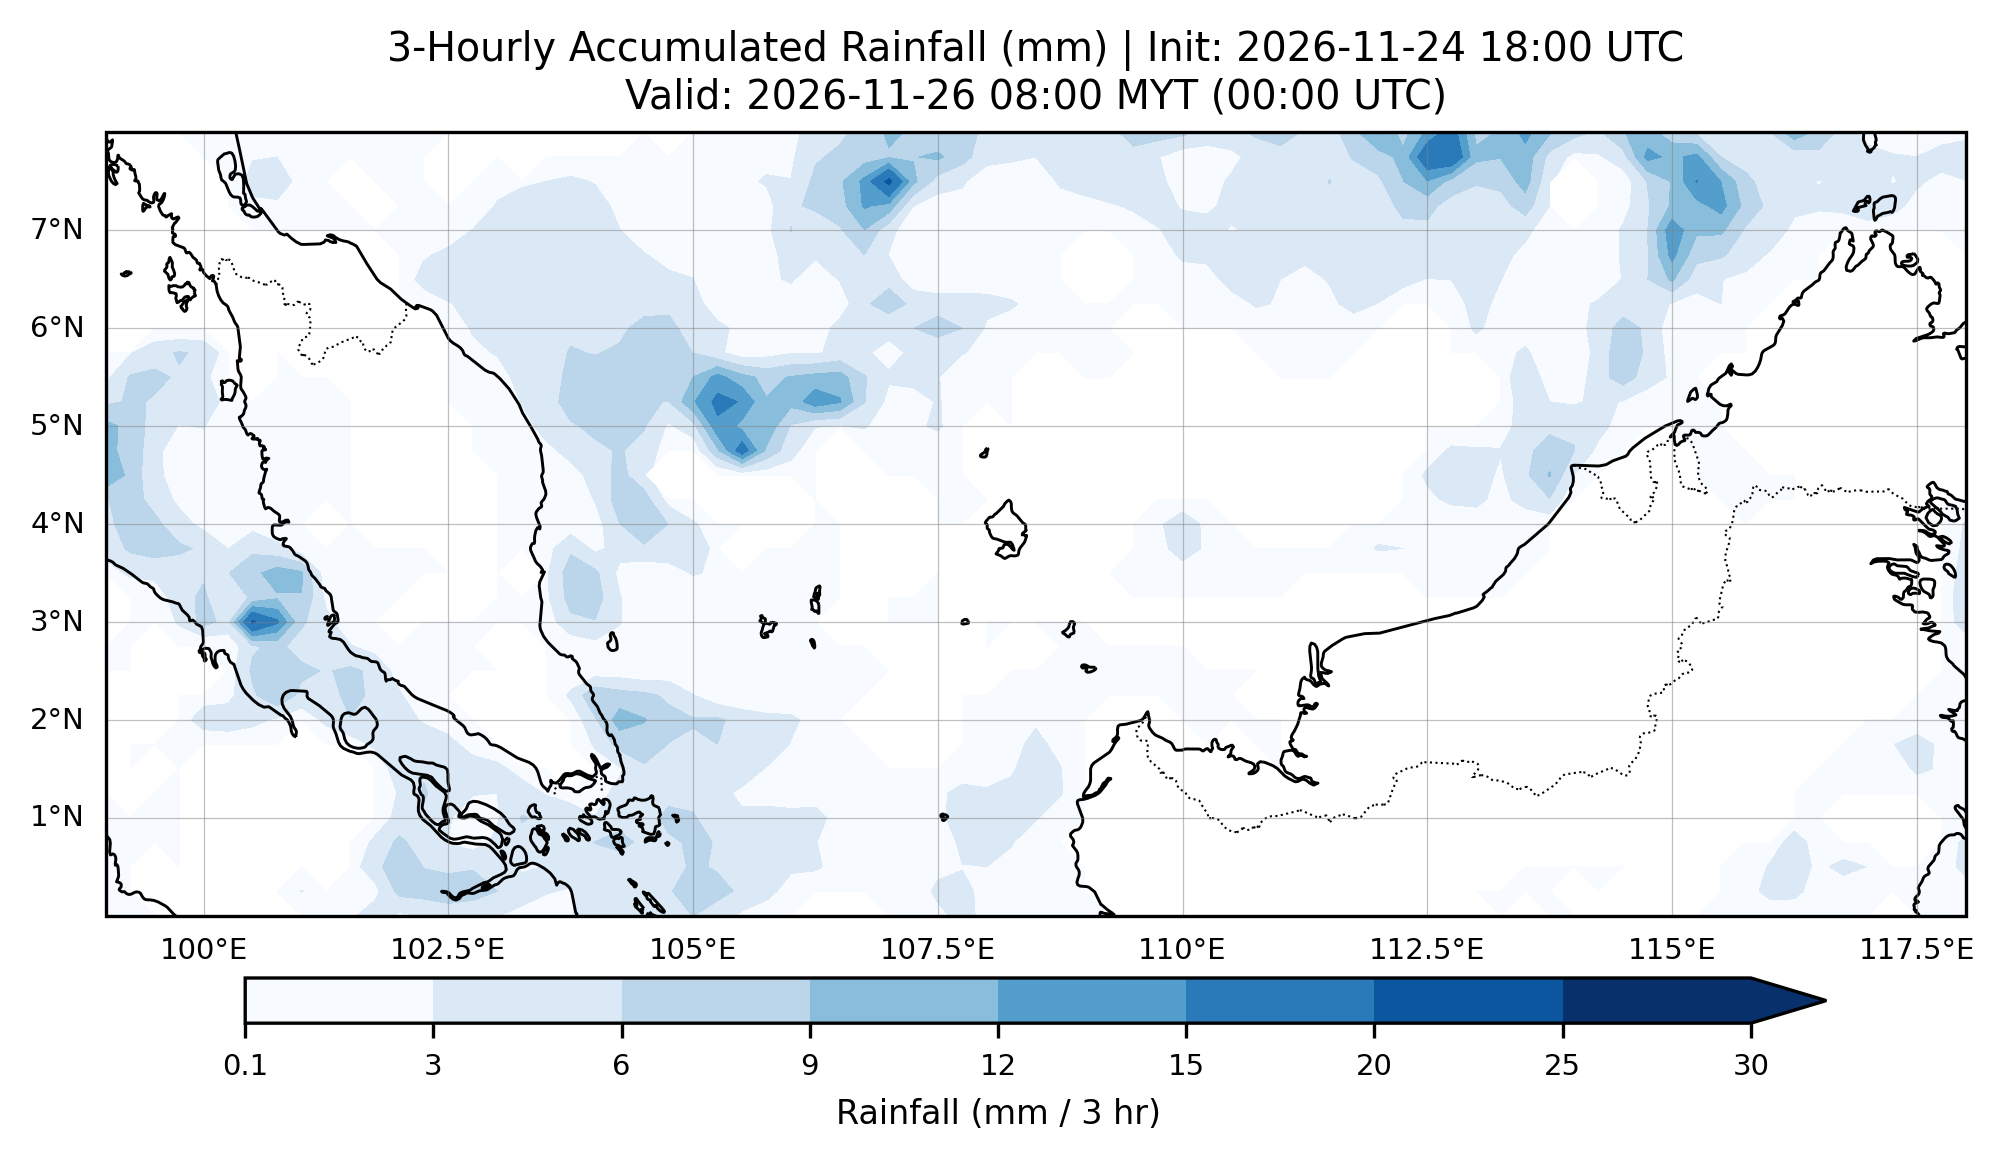 3-Hourly Accumulated Rainfall (mm) | Init: 2026-11-24 18:00 UTC
Valid: 2026-11-26 08:00 MYT (00:00 UTC)
7°N
6°N
5°N
4°N
3°N
2°N
1°N
100°E 102.5°E 105°E 107.5°E 110°E 112.5°E 115°E 117.5°E
0.1 3 6 9 12 15 20 25 30
Rainfall (mm / 3 hr)